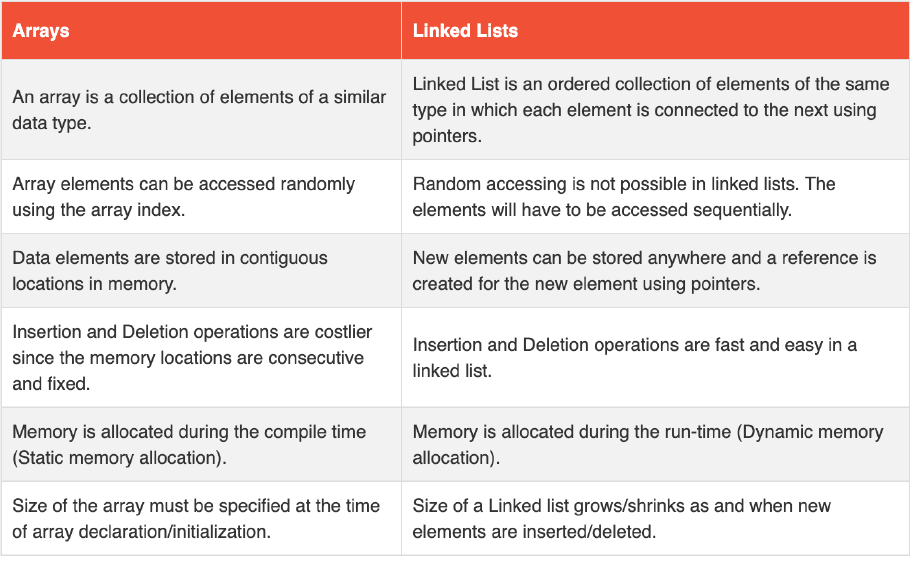 Arrays
Linked Lists
An array is a collection of elements of a similar
data type.
Linked List is an ordered collection of elements of the same
type in which each element is connected to the next using
pointers.
Array elements can be accessed randomly
using the array index.
Random accessing is not possible in linked lists. The
elements will have to be accessed sequentially.
Data elements are stored in contiguous
locations in memory.
New elements can be stored anywhere and a reference is
created for the new element using pointers.
Insertion and Deletion operations are costlier
since the memory locations are consecutive
and fixed.
Insertion and Deletion operations are fast and easy in a
linked list.
Memory is allocated during the compile time
(Static memory allocation).
Memory is allocated during the run-time (Dynamic memory
allocation).
Size of the array must be specified at the time
of array declaration/initialization.
Size of a Linked list grows/shrinks as and when new
elements are inserted/deleted.